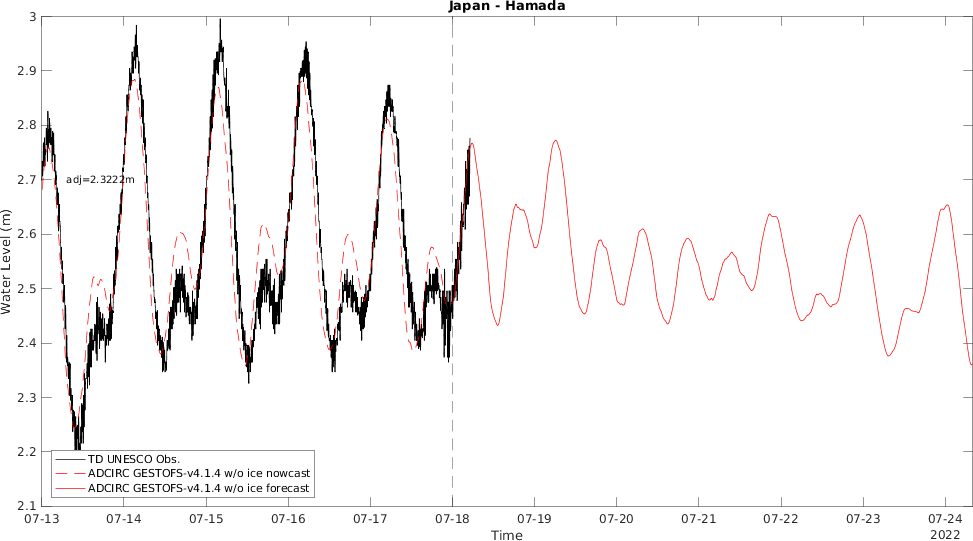 Japan - Hamada
Water Level (m)
3
2.9
2.8
2.7
2.6
2.5
2.4
2.3
2.2
2.1
adj=2.3222m
TD UNESCO Obs.
ADCIRC GESTOFS-v4.1.4 w/o ice nowcast
ADCIRC GESTOFS-v4.1.4 w/o ice forecast
07-13 07-14 07-15 07-16 07-17 07-18 07-19 07-20 07-21 07-22 07-23 07-24
2022
Time